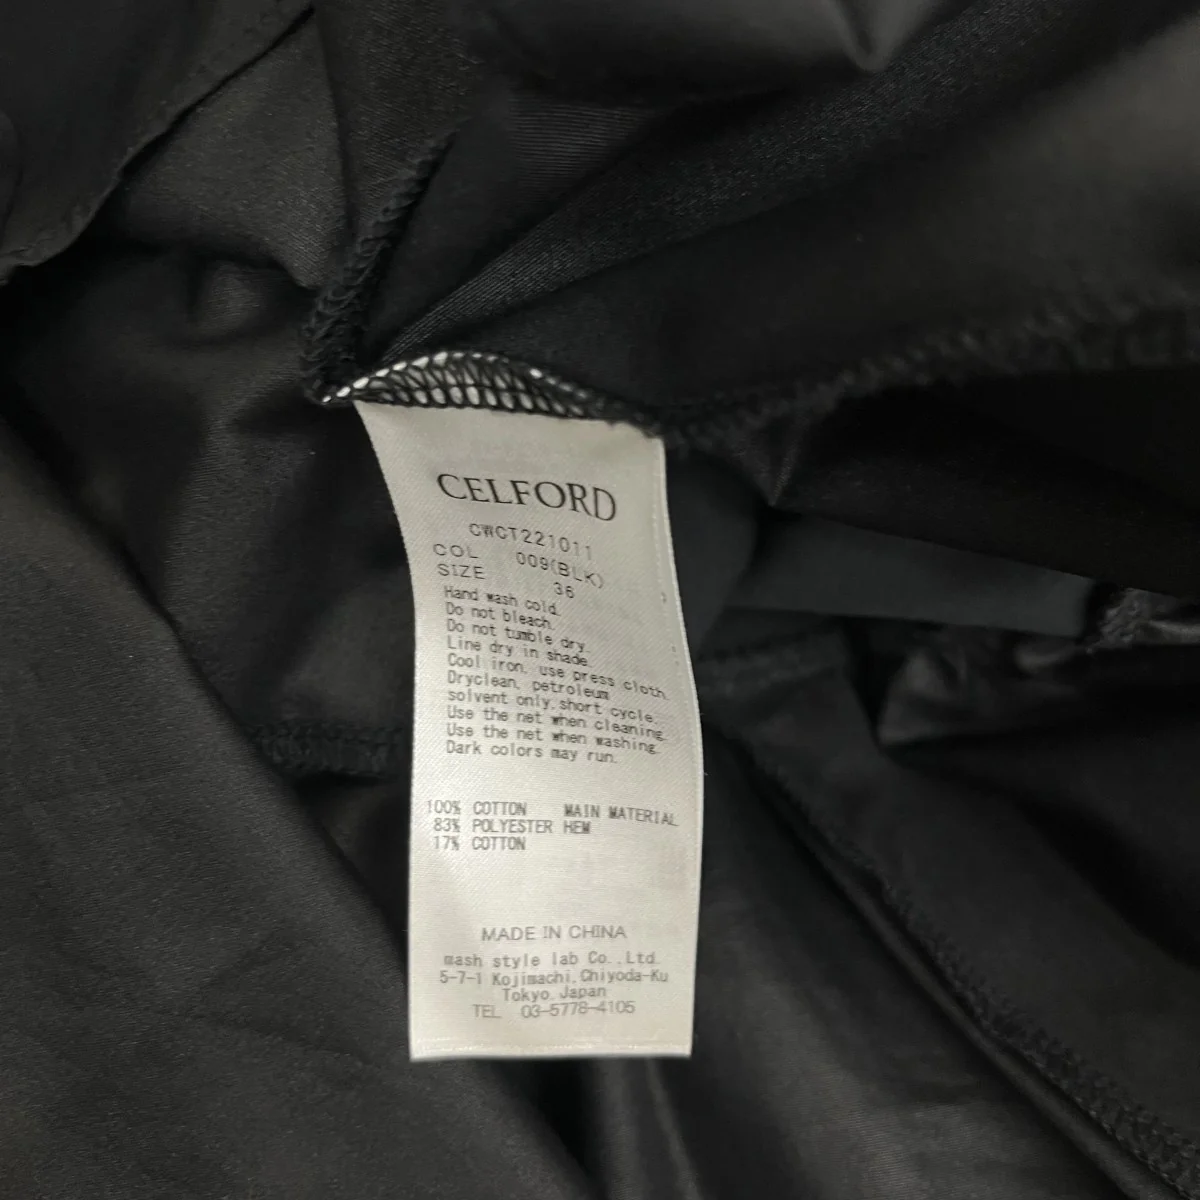 CELFORD
CWCT221011
COL 009(BLK)
SIZE 36
Hand wash cold.
Do not bleach.
Do not tumble dry.
Line dry in shade.
Cool iron, use press cloth.
Dryclean, petroleum
solvent only,short cycle.
Use the net when cleaning.
Use the net when washing.
Dark colors may run.
100% COTTON MAIN MATERIAL
83% POLYESTER HEM
17% COTTON
MADE IN CHINA
mash style lab Co.,Ltd.
5-7-1 Kojimachi,Chiyoda-Ku
Tokyo Japan
TEL 03-5778-4105